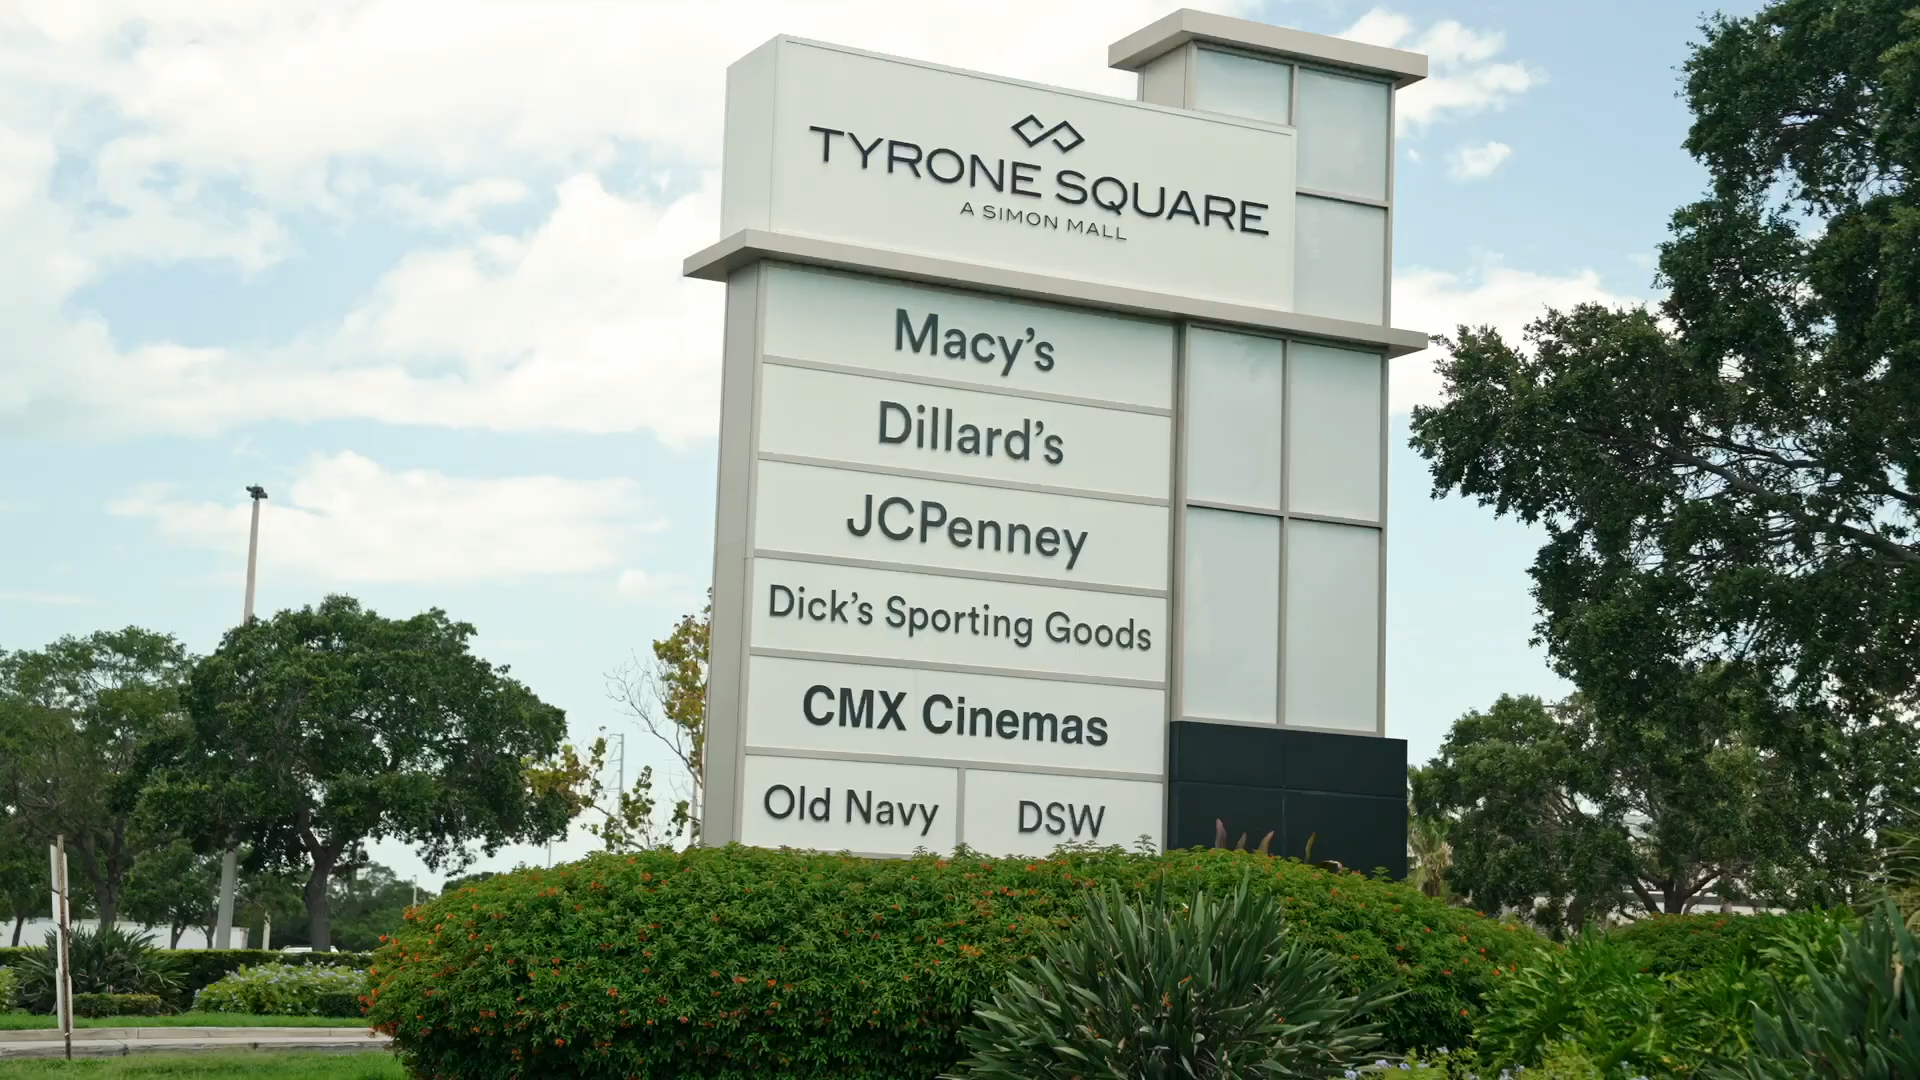 TYRONE SQUARE
A SIMON MALL
Macy's
Dillard's
JCPenney
Dick's Sporting Goods
CMX Cinemas
Old Navy
DSW